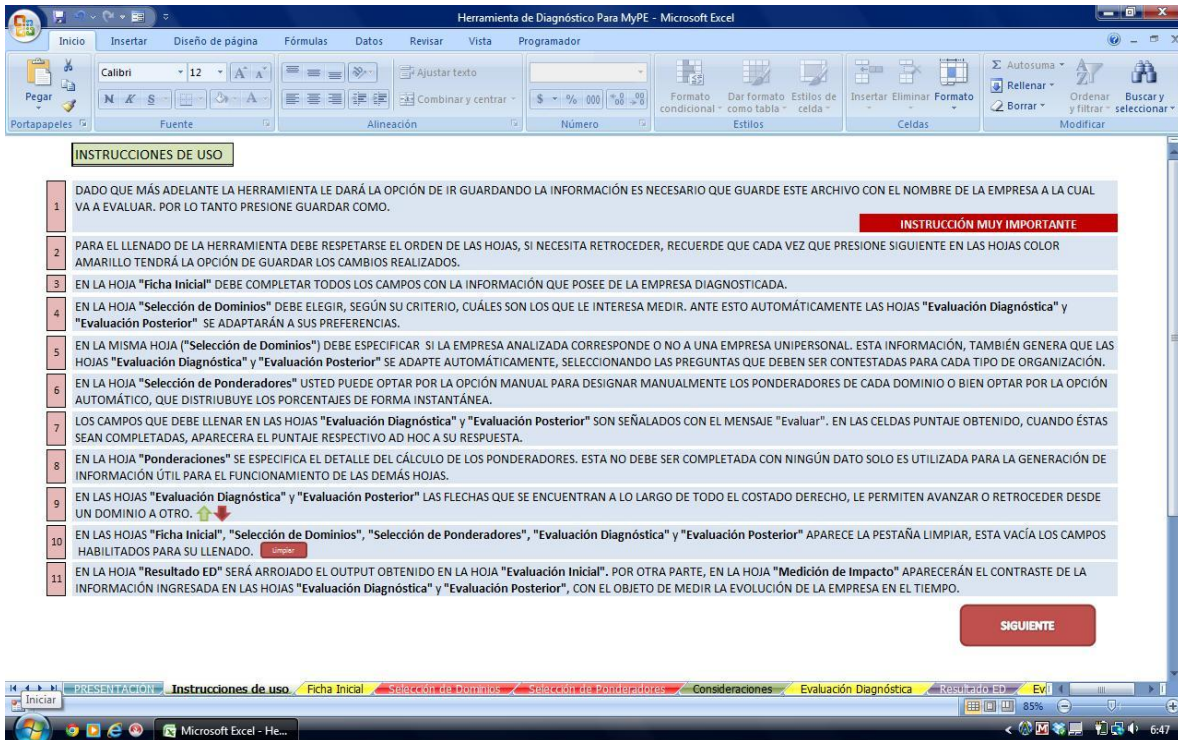 Herramienta de Diagnóstico Para MyPE - Microsoft Excel
Inicio Insertar Diseño de página Fórmulas Datos Revisar Vista Programador
Pegar
Calibri 12
N K S
Ajustar texto
Combinar y centrar
$ % 000
Formato condicional
Dar formato como tabla
Estilos de celda
Insertar Eliminar Formato
Σ Autosuma
Rellenar
Borrar
Ordenar y filtrar
Buscar y seleccionar
Portapapeles Fuente Alineación Número Estilos Celdas Modificar
INSTRUCCIONES DE USO
1 DADO QUE MÁS ADELANTE LA HERRAMIENTA LE DARÁ LA OPCIÓN DE IR GUARDANDO LA INFORMACIÓN ES NECESARIO QUE GUARDE ESTE ARCHIVO CON EL NOMBRE DE LA EMPRESA A LA CUAL
VA A EVALUAR. POR LO TANTO PRESIONE GUARDAR COMO.
INSTRUCCIÓN MUY IMPORTANTE
2 PARA EL LLENADO DE LA HERRAMIENTA DEBE RESPETARSE EL ORDEN DE LAS HOJAS, SI NECESITA RETROCEDER, RECUERDE QUE CADA VEZ QUE PRESIONE SIGUIENTE EN LAS HOJAS COLOR
AMARILLO TENDRÁ LA OPCIÓN DE GUARDAR LOS CAMBIOS REALIZADOS.
3 EN LA HOJA "Ficha Inicial" DEBE COMPLETAR TODOS LOS CAMPOS CON LA INFORMACIÓN QUE POSEE DE LA EMPRESA DIAGNOSTICADA.
4 EN LA HOJA "Selección de Dominios" DEBE ELEGIR, SEGÚN SU CRITERIO, CUÁLES SON LOS QUE LE INTERESA MEDIR. ANTE ESTO AUTOMÁTICAMENTE LAS HOJAS "Evaluación Diagnóstica" y
"Evaluación Posterior" SE ADAPTARÁN A SUS PREFERENCIAS.
5 EN LA MISMA HOJA ("Selección de Dominios") DEBE ESPECIFICAR SI LA EMPRESA ANALIZADA CORRESPONDE O NO A UNA EMPRESA UNIPERSONAL. ESTA INFORMACIÓN, TAMBIÉN GENERA QUE LAS
HOJAS "Evaluación Diagnóstica" y "Evaluación Posterior" SE ADAPTE AUTOMÁTICAMENTE, SELECCIONANDO LAS PREGUNTAS QUE DEBEN SER CONTESTADAS PARA CADA TIPO DE ORGANIZACIÓN.
6 EN LA HOJA "Selección de Ponderadores" USTED PUEDE OPTAR POR LA OPCIÓN MANUAL PARA DESIGNAR MANUALMENTE LOS PONDERADORES DE CADA DOMINIO O BIEN OPTAR POR LA OPCIÓN
AUTOMÁTICO, QUE DISTRIUBUYE LOS PORCENTAJES DE FORMA INSTANTÁNEA.
7 LOS CAMPOS QUE DEBE LLENAR EN LAS HOJAS "Evaluación Diagnóstica" y "Evaluación Posterior" SON SEÑALADOS CON EL MENSAJE "Evaluar". EN LAS CELDAS PUNTAJE OBTENIDO, CUANDO ÉSTAS
SEAN COMPLETADAS, APARECERA EL PUNTAJE RESPECTIVO AD HOC A SU RESPUESTA.
8 EN LA HOJA "Ponderaciones" SE ESPECIFICA EL DETALLE DEL CÁLCULO DE LOS PONDERADORES. ESTA NO DEBE SER COMPLETADA CON NINGÚN DATO SOLO ES UTILIZADA PARA LA GENERACIÓN DE
INFORMACIÓN ÚTIL PARA EL FUNCIONAMIENTO DE LAS DEMÁS HOJAS.
9 EN LAS HOJAS "Evaluación Diagnóstica" y "Evaluación Posterior" LAS FLECHAS QUE SE ENCUENTRAN A LO LARGO DE TODO EL COSTADO DERECHO, LE PERMITEN AVANZAR O RETROCEDER DESDE
UN DOMINIO A OTRO.
10 EN LAS HOJAS "Ficha Inicial", "Selección de Dominios", "Selección de Ponderadores", "Evaluación Diagnóstica" y "Evaluación Posterior" APARECE LA PESTAÑA LIMPIAR, ESTA VACÍA LOS CAMPOS
HABILITADOS PARA SU LLENADO. Limpiar
11 EN LA HOJA "Resultado ED" SERÁ ARROJADO EL OUTPUT OBTENIDO EN LA HOJA "Evaluación Inicial". POR OTRA PARTE, EN LA HOJA "Medición de Impacto" APARECERÁN EL CONTRASTE DE LA
INFORMACIÓN INGRESADA EN LAS HOJAS "Evaluación Diagnóstica" y "Evaluación Posterior", CON EL OBJETO DE MEDIR LA EVOLUCIÓN DE LA EMPRESA EN EL TIEMPO.
SIGUIENTE
PRESENTACIÓN Instrucciones de uso Ficha Inicial Selección de Dominios Selección de Ponderadores Consideraciones Evaluación Diagnóstica Resultado ED Ev
Iniciar
85%
Microsoft Excel - He... 6:47